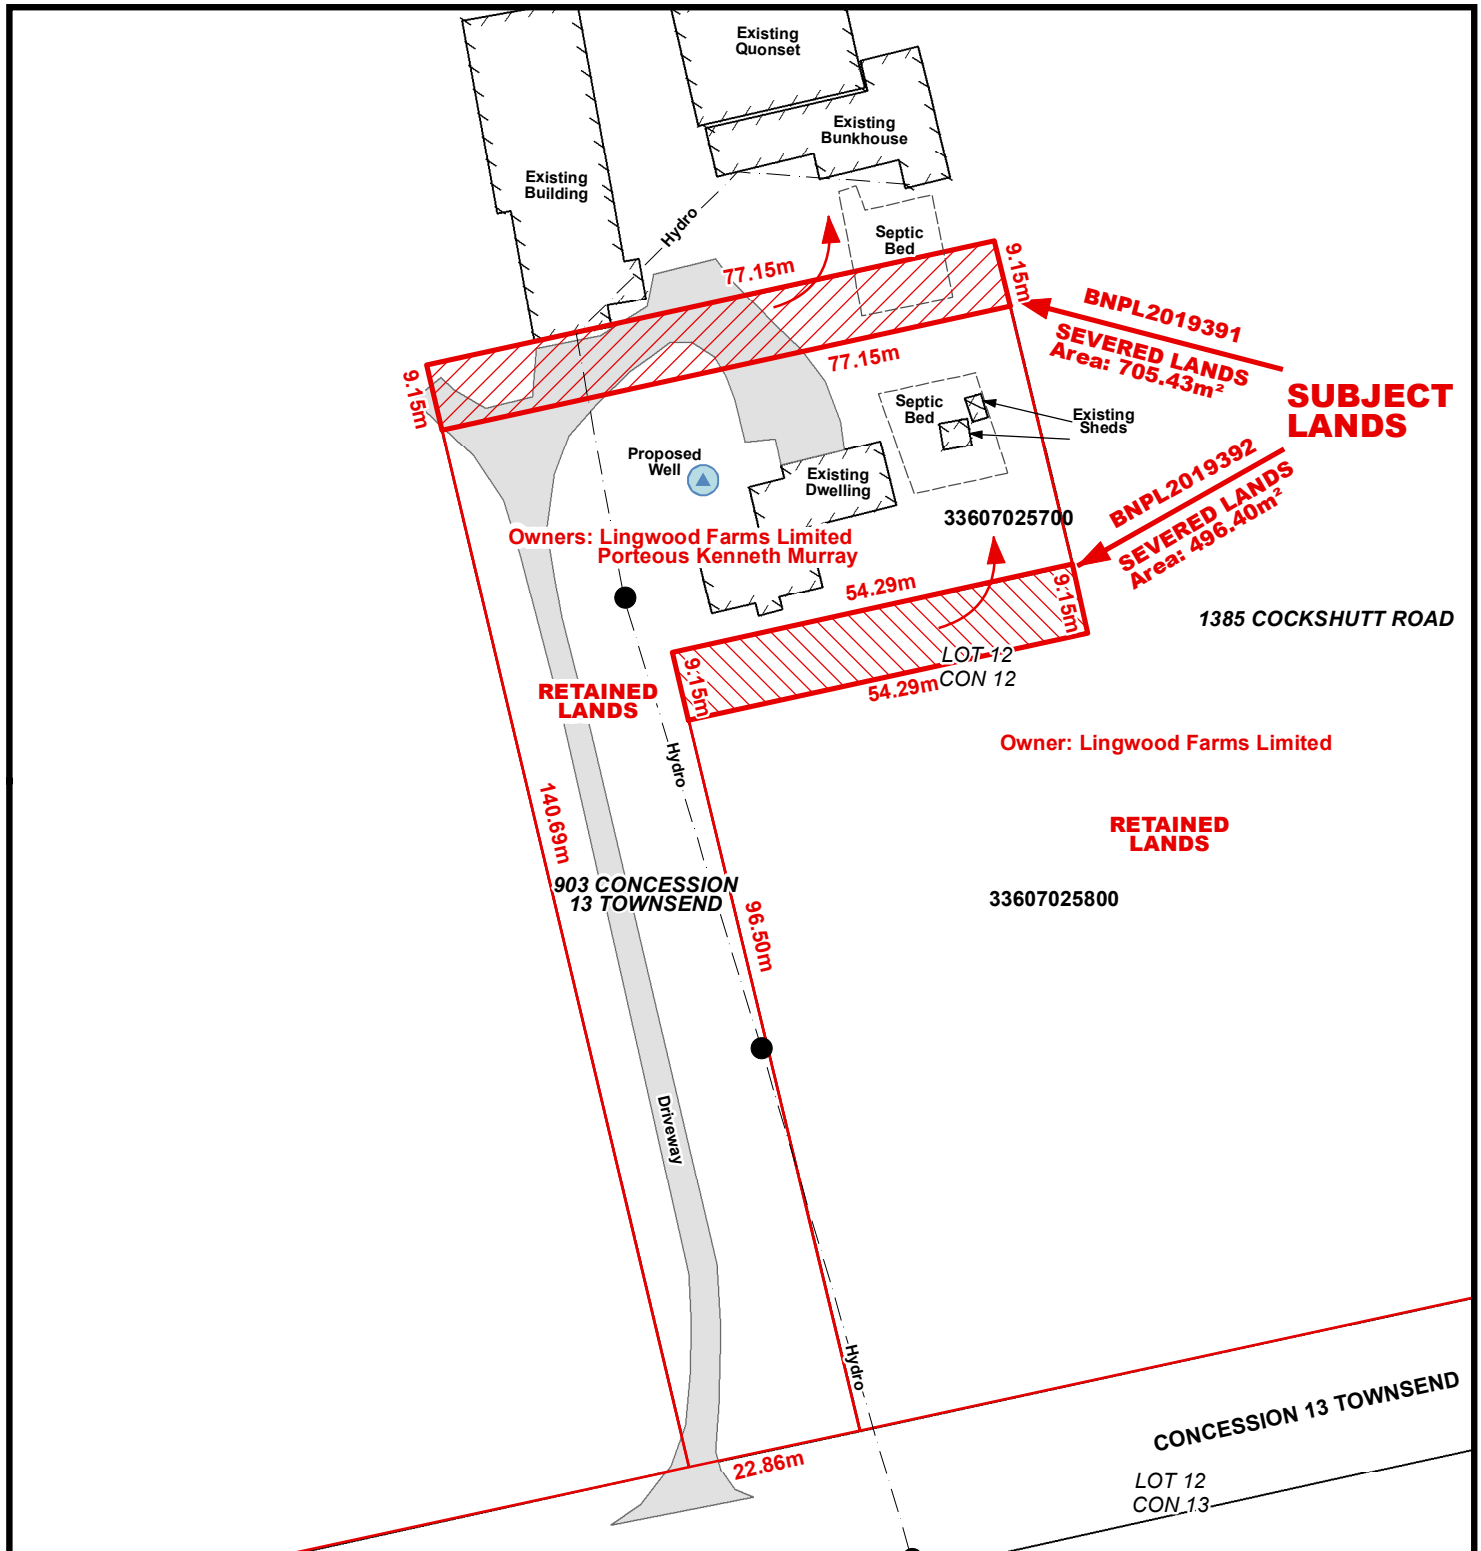 Existing
Quonset
Existing
Bunkhouse
Existing
Building
Hydro
Septic
Bed
77.15m
9.15m
BNPL2019391
SEVERED LANDS
Area: 705.43m²
77.15m
9.15m
SUBJECT
LANDS
Septic
Bed
Existing
Sheds
Proposed
Well
Existing
Dwelling
BNPL2019392
SEVERED LANDS
Area: 496.40m²
33607025700
Owners: Lingwood Farms Limited
Porteous Kenneth Murray
54.29m
9.15m
1385 COCKSHUTT ROAD
LOT 12
CON 12
9.15m
54.29m
RETAINED
LANDS
Hydro
Owner: Lingwood Farms Limited
140.69m
RETAINED
LANDS
903 CONCESSION
13 TOWNSEND
33607025800
96.50m
Driveway
Hydro
CONCESSION 13 TOWNSEND
22.86m
LOT 12
CON 13